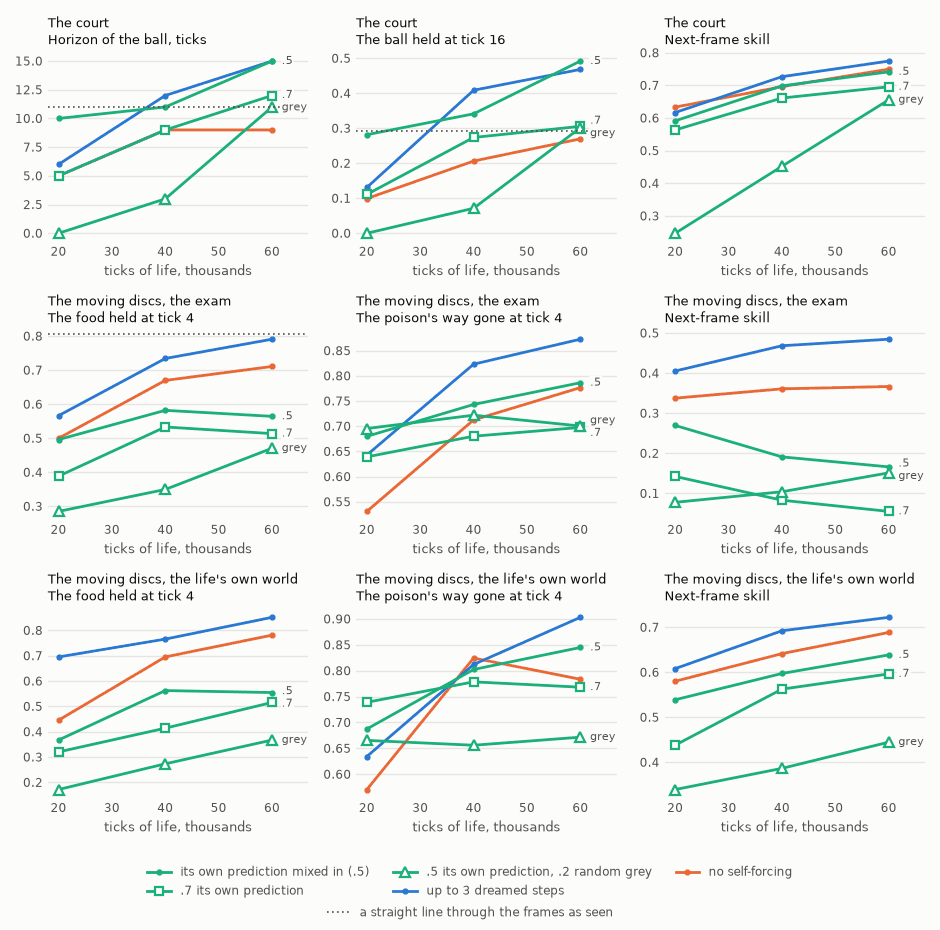 The court
Horizon of the ball, ticks
15.0
12.5
10.0
7.5
5.0
2.5
0.0
.5
.7
grey
20 30 40 50 60
ticks of life, thousands
The court
The ball held at tick 16
0.5
0.4
0.3
0.2
0.1
0.0
.5
.7
grey
20 30 40 50 60
ticks of life, thousands
The court
Next-frame skill
0.8
0.7
0.6
0.5
0.4
0.3
.5
.7
grey
20 30 40 50 60
ticks of life, thousands
The moving discs, the exam
The food held at tick 4
0.8
0.7
0.6
0.5
0.4
0.3
.5
.7
grey
20 30 40 50 60
ticks of life, thousands
The moving discs, the exam
The poison's way gone at tick 4
0.85
0.80
0.75
0.70
0.65
0.60
0.55
.5
grey
.7
20 30 40 50 60
ticks of life, thousands
The moving discs, the exam
Next-frame skill
0.5
0.4
0.3
0.2
0.1
.5
grey
.7
20 30 40 50 60
ticks of life, thousands
The moving discs, the life's own world
The food held at tick 4
0.8
0.7
0.6
0.5
0.4
0.3
0.2
.5
.7
grey
20 30 40 50 60
ticks of life, thousands
The moving discs, the life's own world
The poison's way gone at tick 4
0.90
0.85
0.80
0.75
0.70
0.65
0.60
.5
.7
grey
20 30 40 50 60
ticks of life, thousands
The moving discs, the life's own world
Next-frame skill
0.7
0.6
0.5
0.4
.5
.7
grey
20 30 40 50 60
ticks of life, thousands
its own prediction mixed in (.5)
.5 its own prediction, .2 random grey
no self-forcing
.7 its own prediction
up to 3 dreamed steps
a straight line through the frames as seen